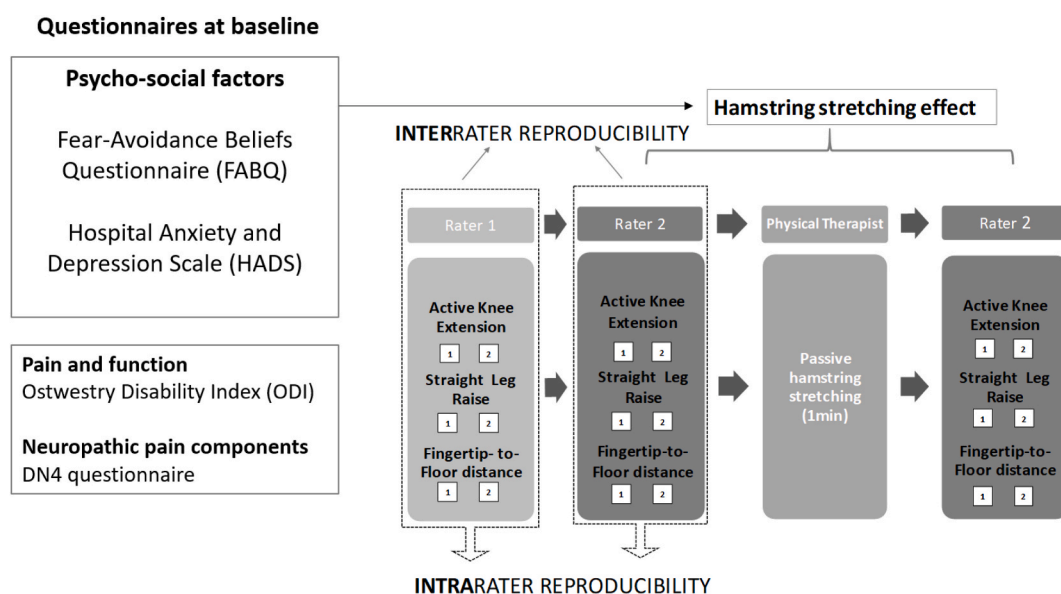 Questionnaires at baseline
Psycho-social factors
Fear-Avoidance Beliefs
Questionnaire (FABQ)
Hospital Anxiety and
Depression Scale (HADS)
Pain and function
Ostwestry Disability Index (ODI)
Neuropathic pain components
DN4 questionnaire
Hamstring stretching effect
INTERRATER REPRODUCIBILITY
Rater 1
Active Knee
Extension
1 2
Straight Leg
Raise
1 2
Fingertip- to-
Floor distance
1 2
Rater 2
Active Knee
Extension
1 2
Straight Leg
Raise
1 2
Fingertip-to-
Floor distance
1 2
Physical Therapist
Passive
hamstring
stretching
(1min)
Rater 2
Active Knee
Extension
1 2
Straight Leg
Raise
1 2
Fingertip-to-
Floor distance
1 2
INTRARATER REPRODUCIBILITY